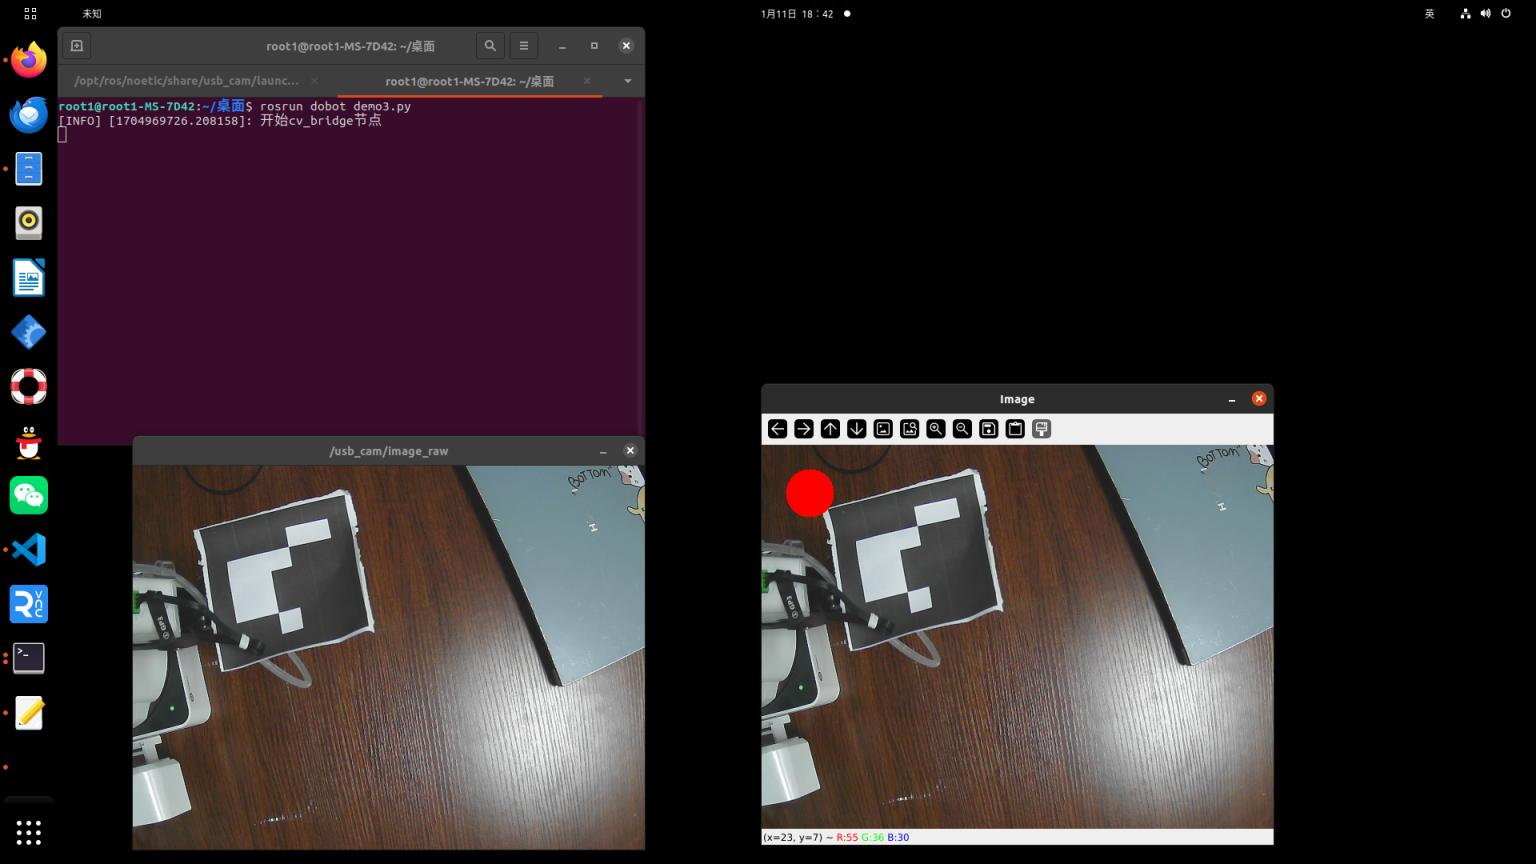 未知
1月11日 18：42
英
root1@root1-MS-7D42: ~/桌面
/opt/ros/noetic/share/usb_cam/launc...
root1@root1-MS-7D42: ~/桌面
root1@root1-MS-7D42:~/桌面$ rosrun dobot demo3.py
[INFO] [1704969726.208158]: 开始cv_bridge节点
/usb_cam/image_raw
BOTTOM
H
GP3
Image
BOTTOM
H
GP3
(x=23, y=7) ~ R:55 G:36 B:30